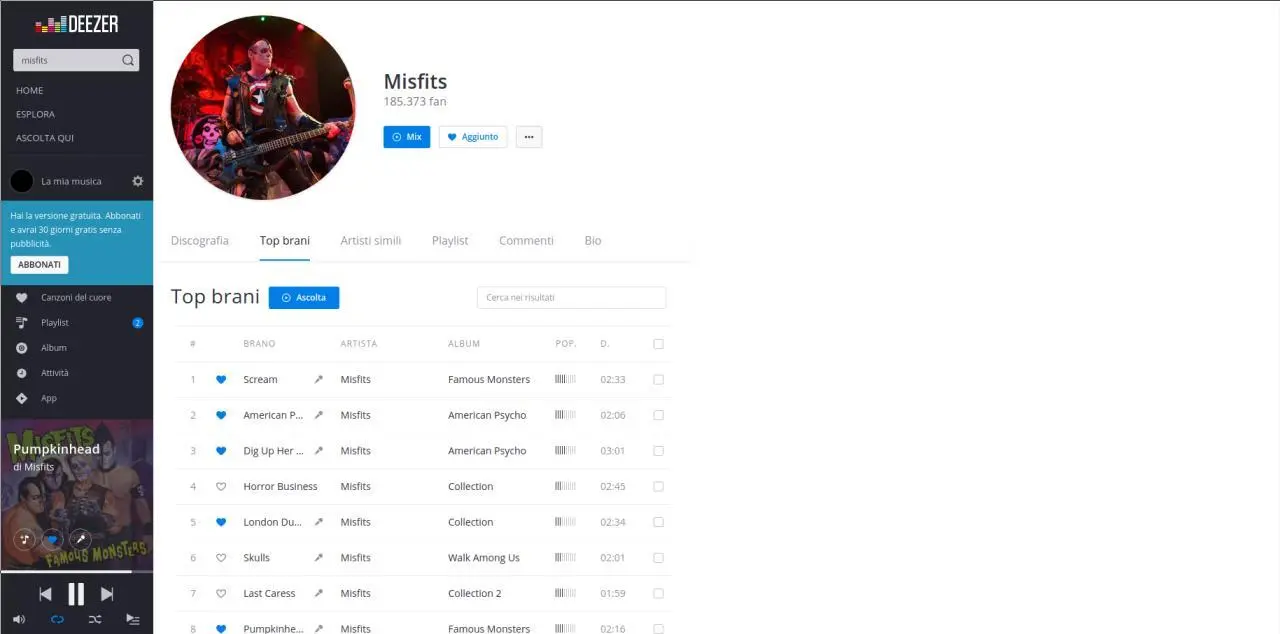 DEEZER
misfits
HOME
ESPLORA
ASCOLTA QUI
La mia musica
Hai la versione gratuita. Abbonati
e avrai 30 giorni gratis senza
pubblicità.
ABBONATI
Canzoni del cuore
Playlist 2
Album
Attività
App
MISFITS
Pumpkinhead
di Misfits
FAMOUS MONSTERS
Misfits
185.373 fan
Mix Aggiunto ...
Discografia Top brani Artisti simili Playlist Commenti Bio
Top brani Ascolta Cerca nei risultati
# BRANO ARTISTA ALBUM POP. D.
1 Scream Misfits Famous Monsters 02:33
2 American P... Misfits American Psycho 02:06
3 Dig Up Her ... Misfits American Psycho 03:01
4 Horror Business Misfits Collection 02:45
5 London Du... Misfits Collection 02:34
6 Skulls Misfits Walk Among Us 02:01
7 Last Caress Misfits Collection 2 01:59
8 Pumpkinhe... Misfits Famous Monsters 02:16